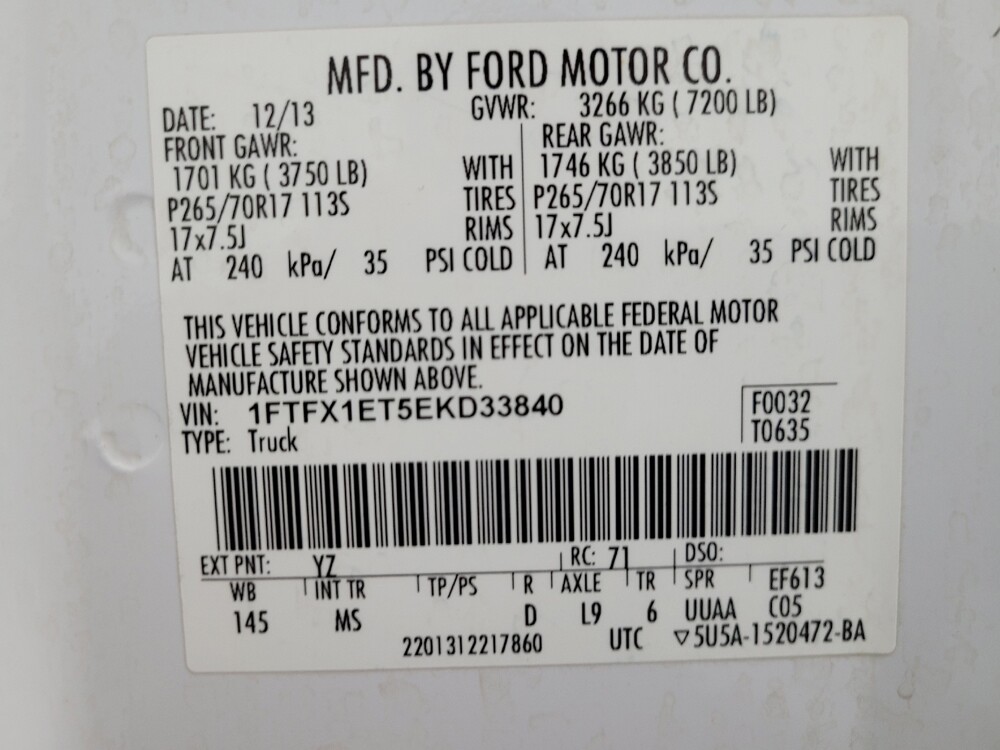 MFD. BY FORD MOTOR CO.
DATE: 12/13 GVWR: 3266 KG ( 7200 LB)
FRONT GAWR: REAR GAWR:
1701 KG ( 3750 LB) WITH 1746 KG ( 3850 LB) WITH
P265/70R17 113S TIRES P265/70R17 113S TIRES
17x7.5J RIMS 17x7.5J RIMS
AT 240 kPa/ 35 PSI COLD AT 240 kPa/ 35 PSI COLD
THIS VEHICLE CONFORMS TO ALL APPLICABLE FEDERAL MOTOR
VEHICLE SAFETY STANDARDS IN EFFECT ON THE DATE OF
MANUFACTURE SHOWN ABOVE.
VIN: 1FTFX1ET5EKD33840 F0032
TYPE: Truck T0635
EXT PNT: YZ RC: 71 DSO:
WB INT TR TP/PS R AXLE TR SPR EF613
145 MS D L9 6 UUAA C05
2201312217860 UTC ▽5U5A-1520472-BA